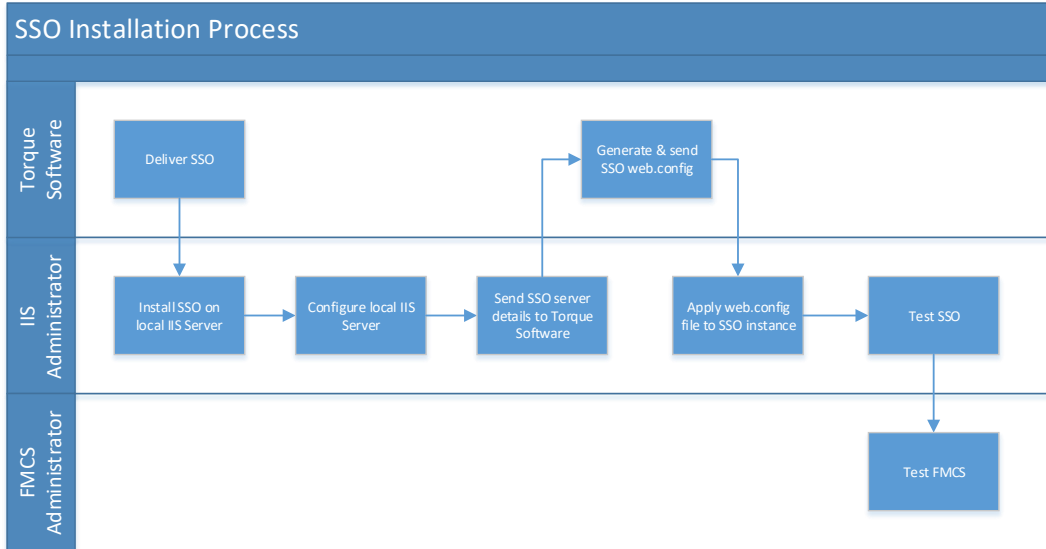 SSO Installation Process
Torque
Software
Deliver SSO
Generate & send
SSO web.config
IIS
Administrator
Install SSO on
local IIS Server
Configure local IIS
Server
Send SSO server
details to Torque
Software
Apply web.config
file to SSO instance
Test SSO
FMCS
Administrator
Test FMCS